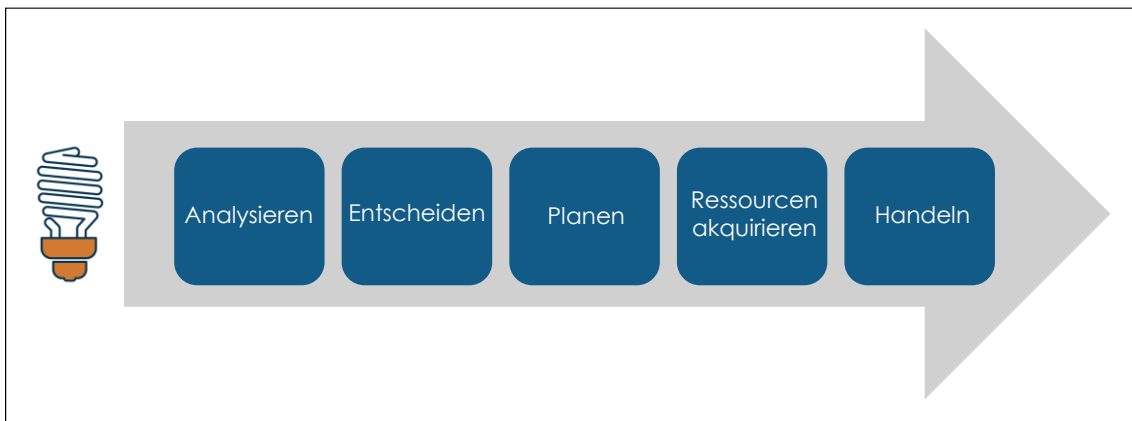 Analysieren
Entscheiden
Planen
Ressourcen
akquirieren
Handeln